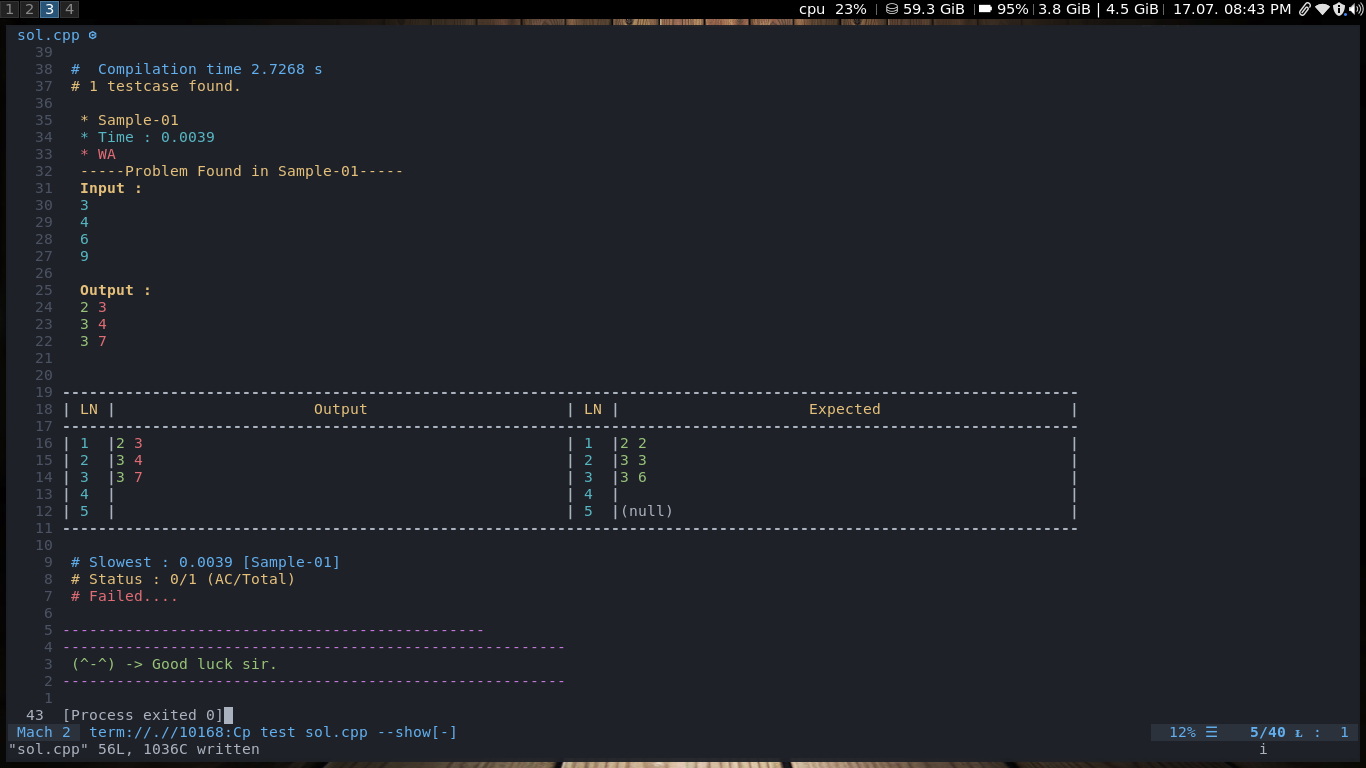 1 2 3 4 cpu 23% | 59.3 GiB | 95% | 3.8 GiB | 4.5 GiB | 17.07. 08:43 PM
sol.cpp
39
38 # Compilation time 2.7268 s
37 # 1 testcase found.
36
35 * Sample-01
34 * Time : 0.0039
33 * WA
32 -----Problem Found in Sample-01-----
31 Input :
30 3
29 4
28 6
27 9
26
25 Output :
24 2 3
23 3 4
22 3 7
21
20
19 -----------------------------------------------------------------------------------------------------------------
18 | LN | Output | LN | Expected |
17 -----------------------------------------------------------------------------------------------------------------
16 | 1 |2 3 | 1 |2 2 |
15 | 2 |3 4 | 2 |3 3 |
14 | 3 |3 7 | 3 |3 6 |
13 | 4 | | 4 | |
12 | 5 | | 5 |(null) |
11 -----------------------------------------------------------------------------------------------------------------
10
9 # Slowest : 0.0039 [Sample-01]
8 # Status : 0/1 (AC/Total)
7 # Failed....
6
5 -----------------------------------------------
4 --------------------------------------------------------
3 (^-^) -> Good luck sir.
2 --------------------------------------------------------
1
43 [Process exited 0]
Mach 2 term://.//10168:Cp test sol.cpp --show[-] 12% ☰ 5/40 ʟ : 1
"sol.cpp" 56L, 1036C written i